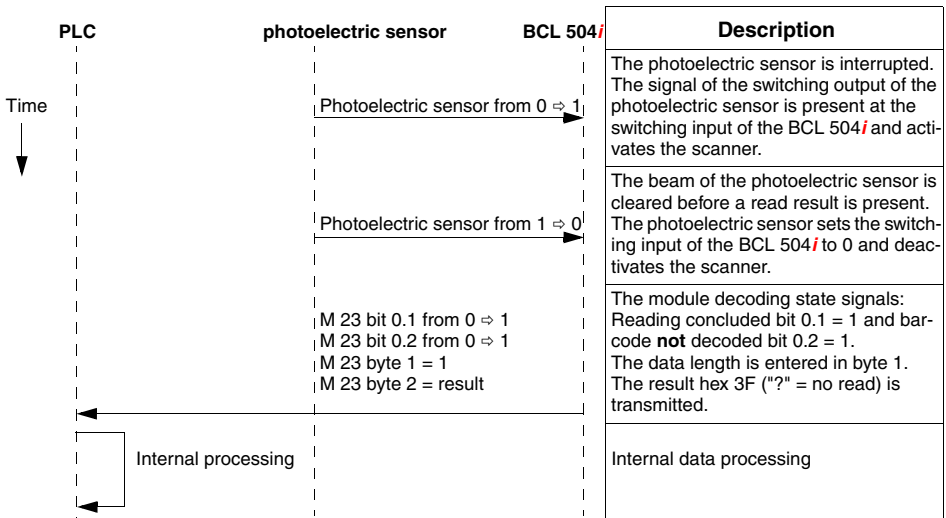 PLC photoelectric sensor BCL 504i Description
Time
Photoelectric sensor from 0 ⇨ 1
The photoelectric sensor is interrupted.
The signal of the switching output of the
photoelectric sensor is present at the
switching input of the BCL 504i and acti-
vates the scanner.
Photoelectric sensor from 1 ⇨ 0
The beam of the photoelectric sensor is
cleared before a read result is present.
The photoelectric sensor sets the switch-
ing input of the BCL 504i to 0 and deac-
tivates the scanner.
M 23 bit 0.1 from 0 ⇨ 1
M 23 bit 0.2 from 0 ⇨ 1
M 23 byte 1 = 1
M 23 byte 2 = result
The module decoding state signals:
Reading concluded bit 0.1 = 1 and bar-
code not decoded bit 0.2 = 1.
The data length is entered in byte 1.
The result hex 3F ("?" = no read) is
transmitted.
Internal processing
Internal data processing